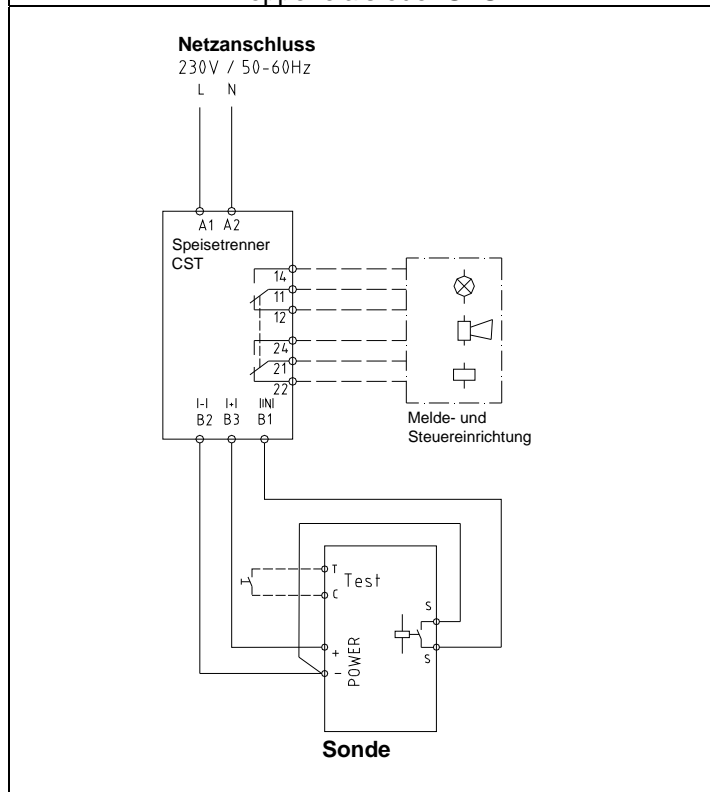 Netzanschluss
230V / 50-60Hz
L N
A1 A2
Speisetrenner
CST
14
11
12
24
21
22
|-| |+| |IN|
B2 B3 B1
Melde- und
Steuereinrichtung
T
Test
C
S
+
POWER
-
S
Sonde